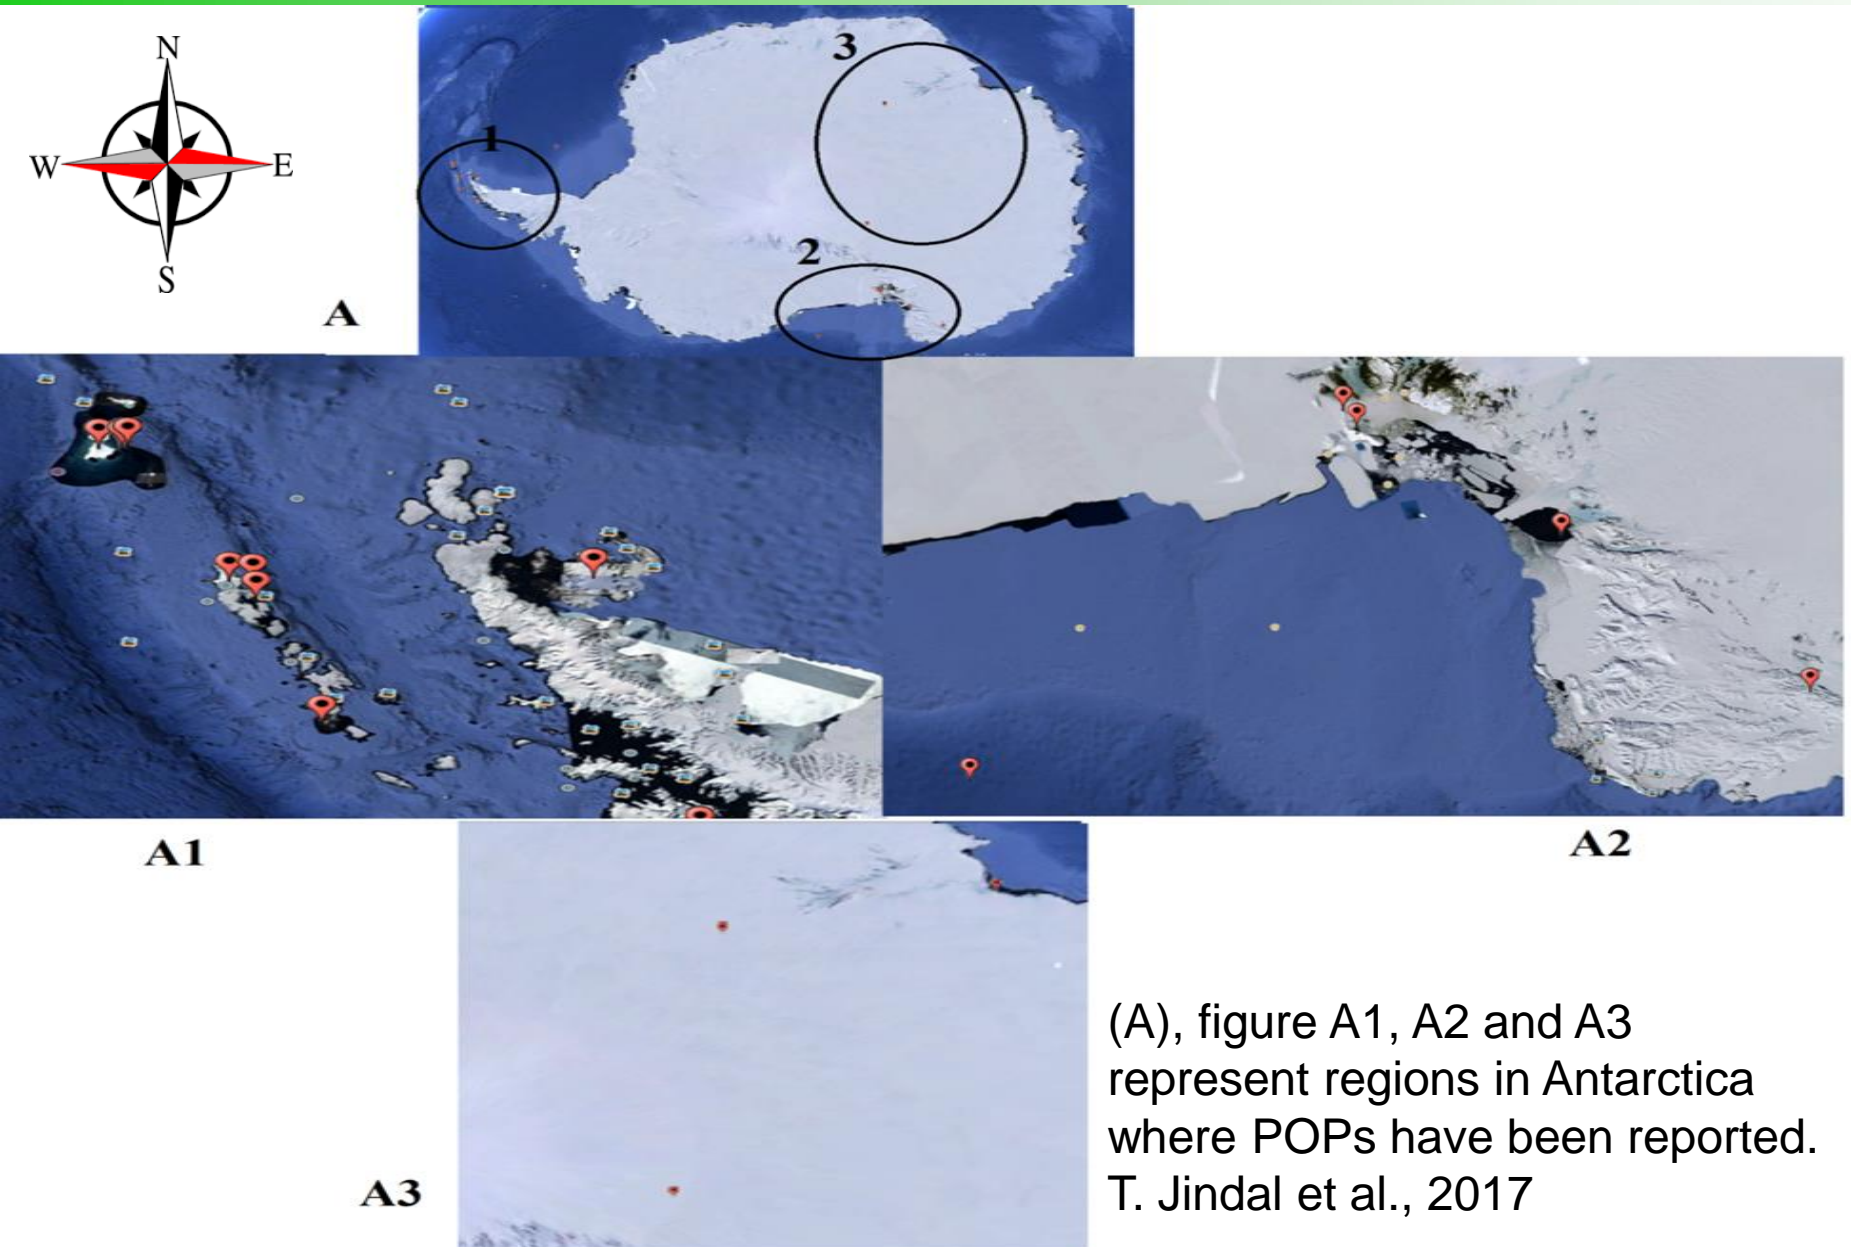 N
W E
S
A
1
2
3
A1
A2
A3
(A), figure A1, A2 and A3
represent regions in Antarctica
where POPs have been reported.
T. Jindal et al., 2017